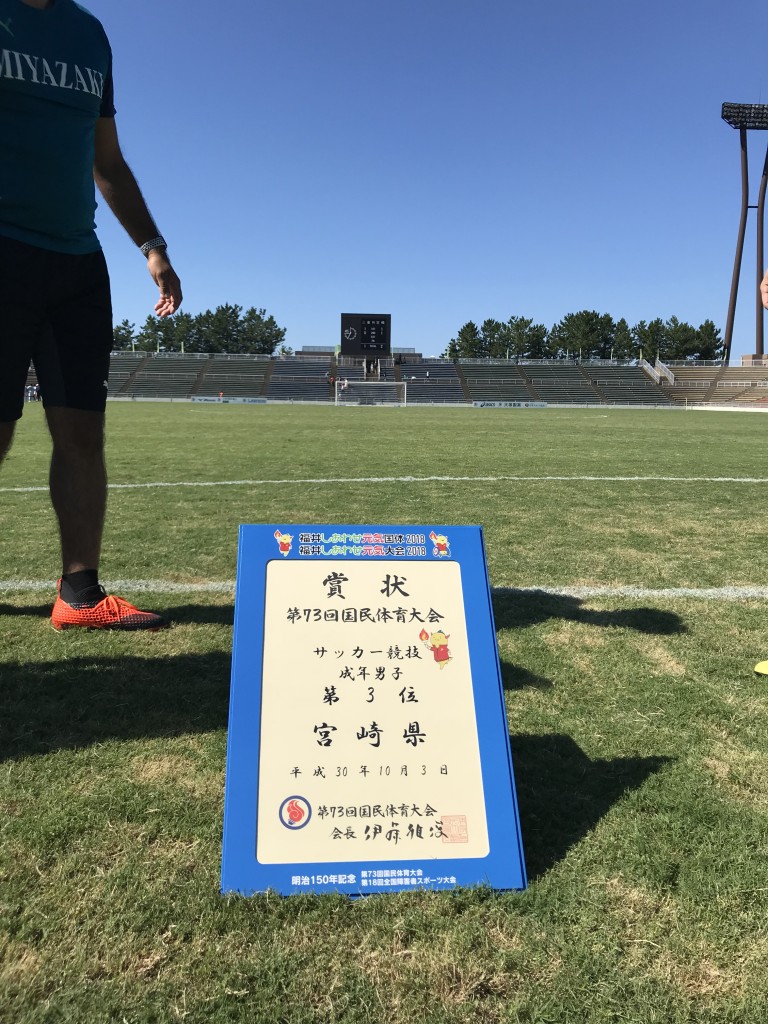 MIYAZAKI
福井しあわせ元気国体2018
福井しあわせ元気大会2018
賞状
第73回国民体育大会
サッカー競技
成年男子
第3位
宮崎県
平成30年10月3日
第73回国民体育大会
会長 伊藤雅俊
明治150年記念
第73回国民体育大会
第18回全国障害者スポーツ大会
asics